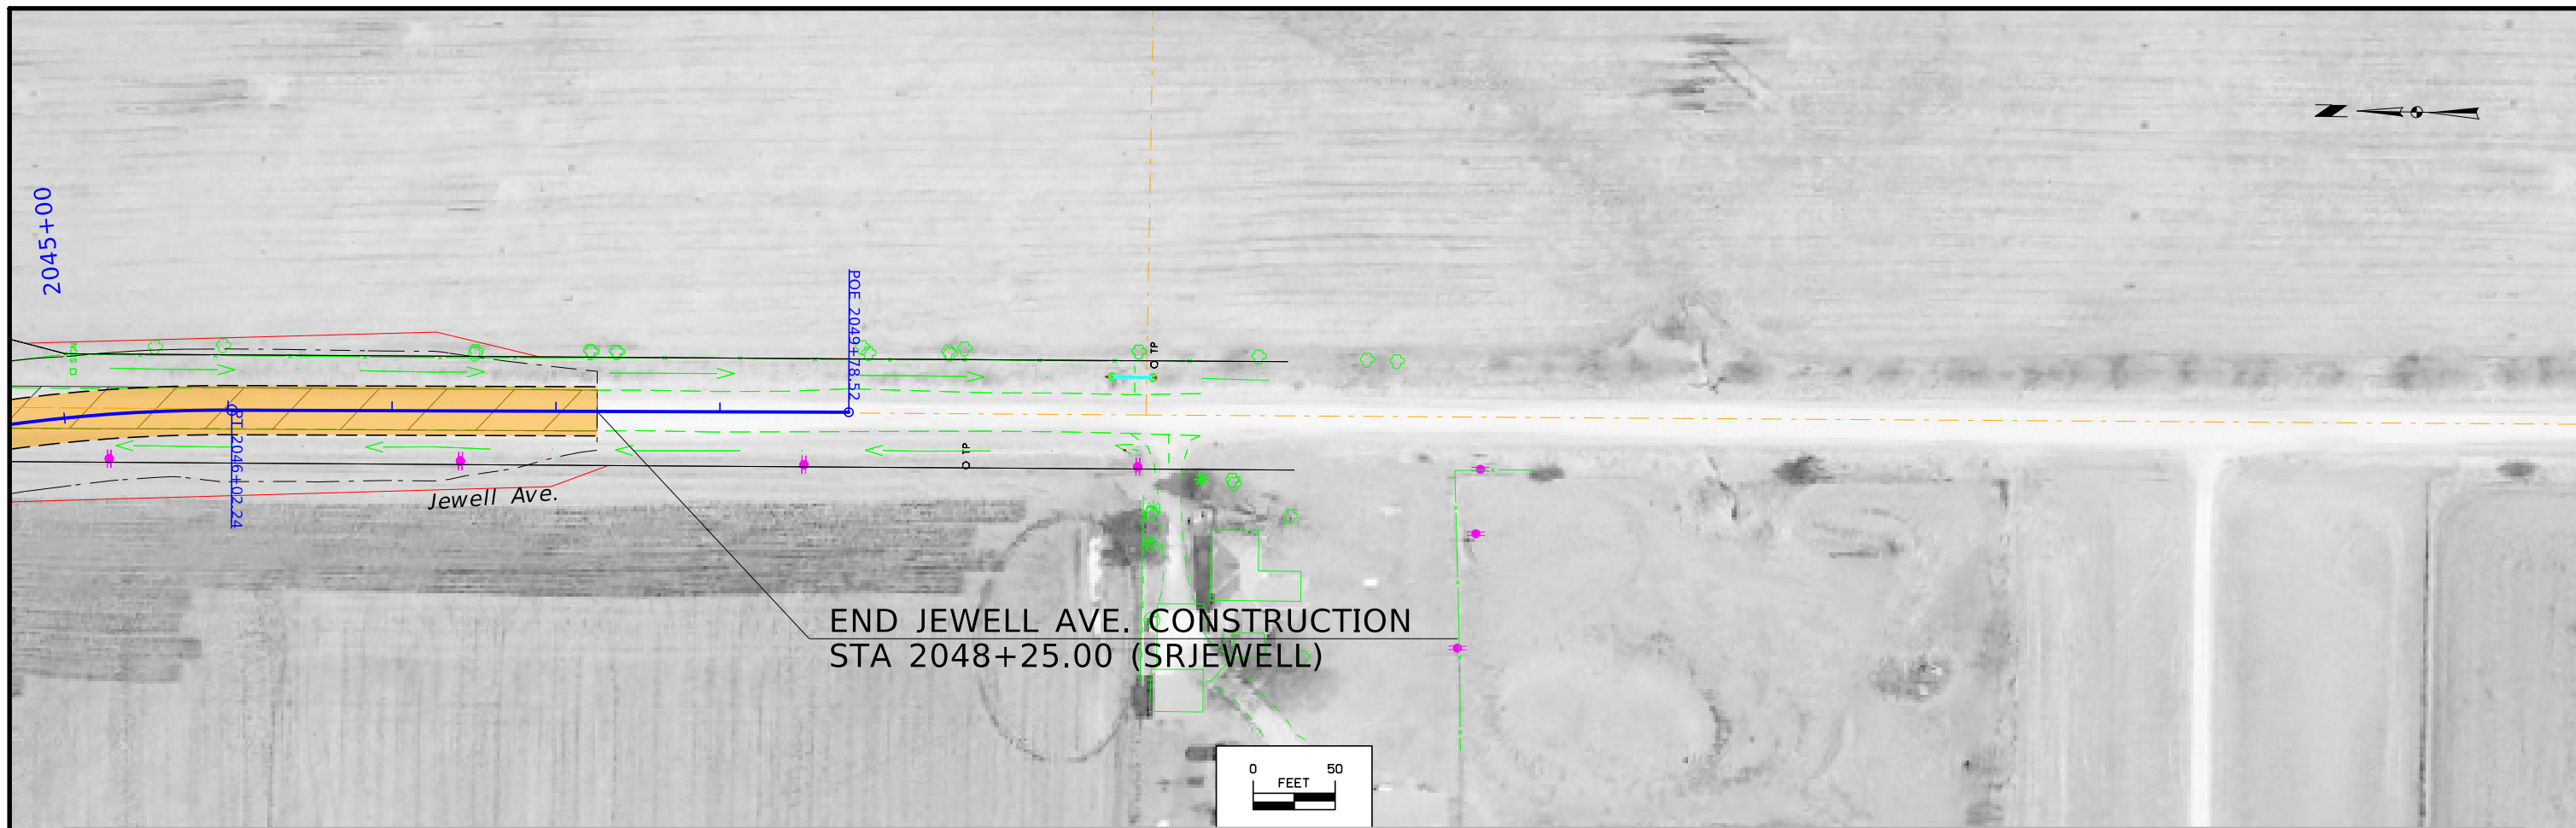 N
2045+00
SIGN
POE 2049+78.52
TP
PT 2046+02.24
TP
Jewell Ave.
END JEWELL AVE. CONSTRUCTION
STA 2048+25.00 (SRJEWELL)
0 50
FEET